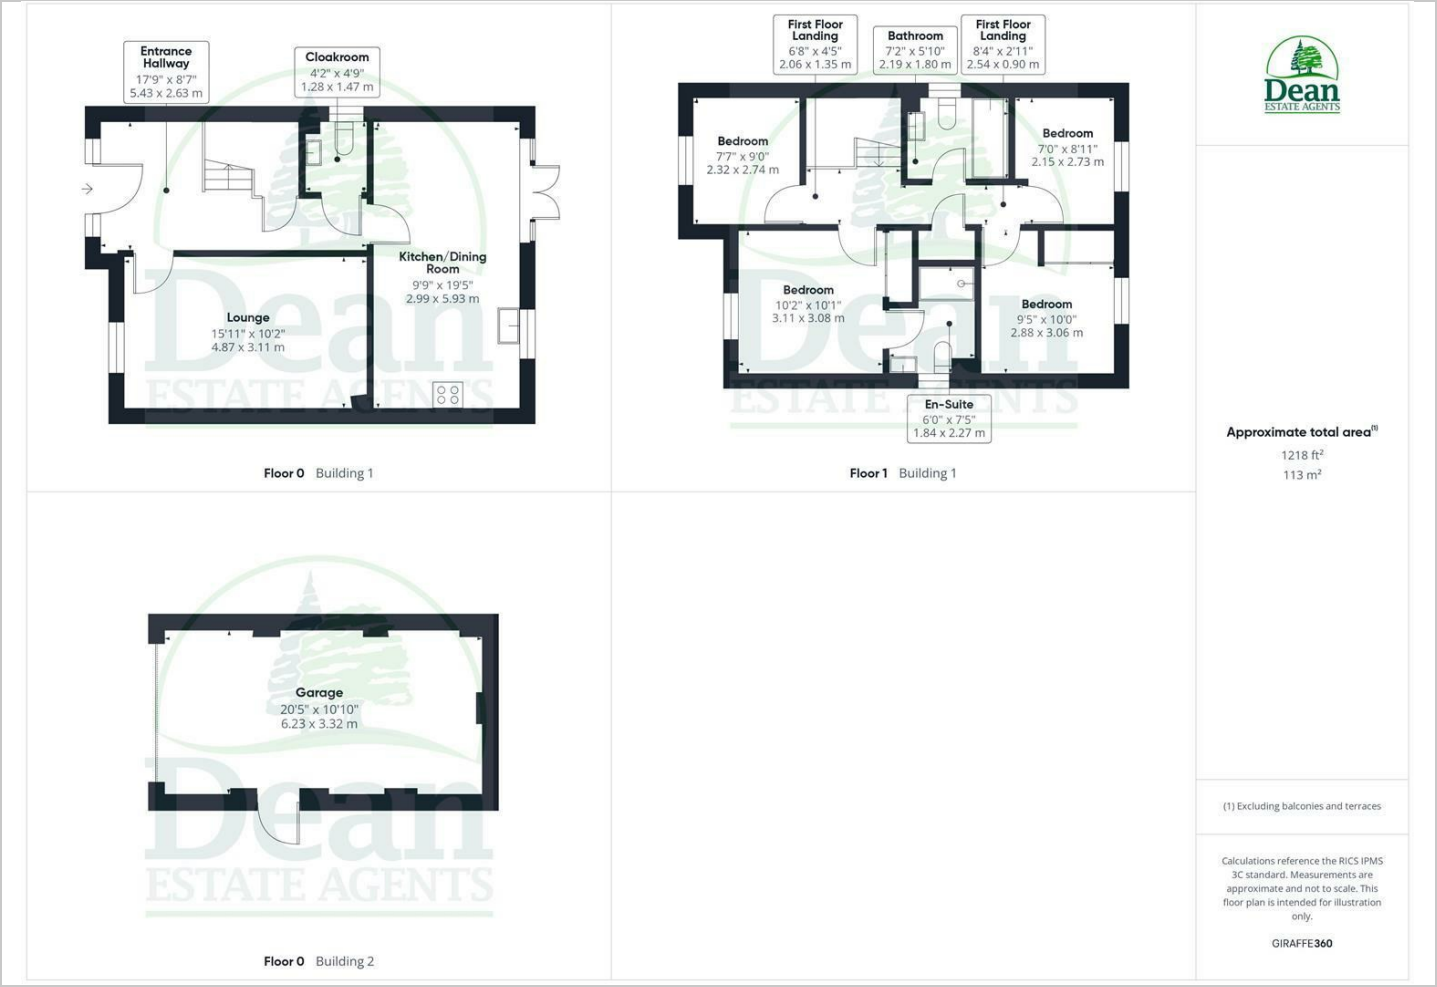 Entrance
Hallway
17'9" x 8'7"
5.43 x 2.63 m
Cloakroom
4'2" x 4'9"
1.28 x 1.47 m
Kitchen/Dining
Room
9'9" x 19'5"
2.99 x 5.93 m
Lounge
15'11" x 10'2"
4.87 x 3.11 m
Dean
ESTATE AGENTS
Floor 0 Building 1
First Floor
Landing
6'8" x 4'5"
2.06 x 1.35 m
Bathroom
7'2" x 5'10"
2.19 x 1.80 m
First Floor
Landing
8'4" x 2'11"
2.54 x 0.90 m
Bedroom
7'7" x 9'0"
2.32 x 2.74 m
Bedroom
7'0" x 8'11"
2.15 x 2.73 m
Bedroom
10'2" x 10'1"
3.11 x 3.08 m
Bedroom
9'5" x 10'0"
2.88 x 3.06 m
En-Suite
6'0" x 7'5"
1.84 x 2.27 m
Dean
ESTATE AGENTS
Floor 1 Building 1
Garage
20'5" x 10'10"
6.23 x 3.32 m
Dean
ESTATE AGENTS
Floor 0 Building 2
Dean
ESTATE AGENTS
Approximate total area(1)
1218 ft²
113 m²
(1) Excluding balconies and terraces
Calculations reference the RICS IPMS
3C standard. Measurements are
approximate and not to scale. This
floor plan is intended for illustration
only.
GIRAFFE360